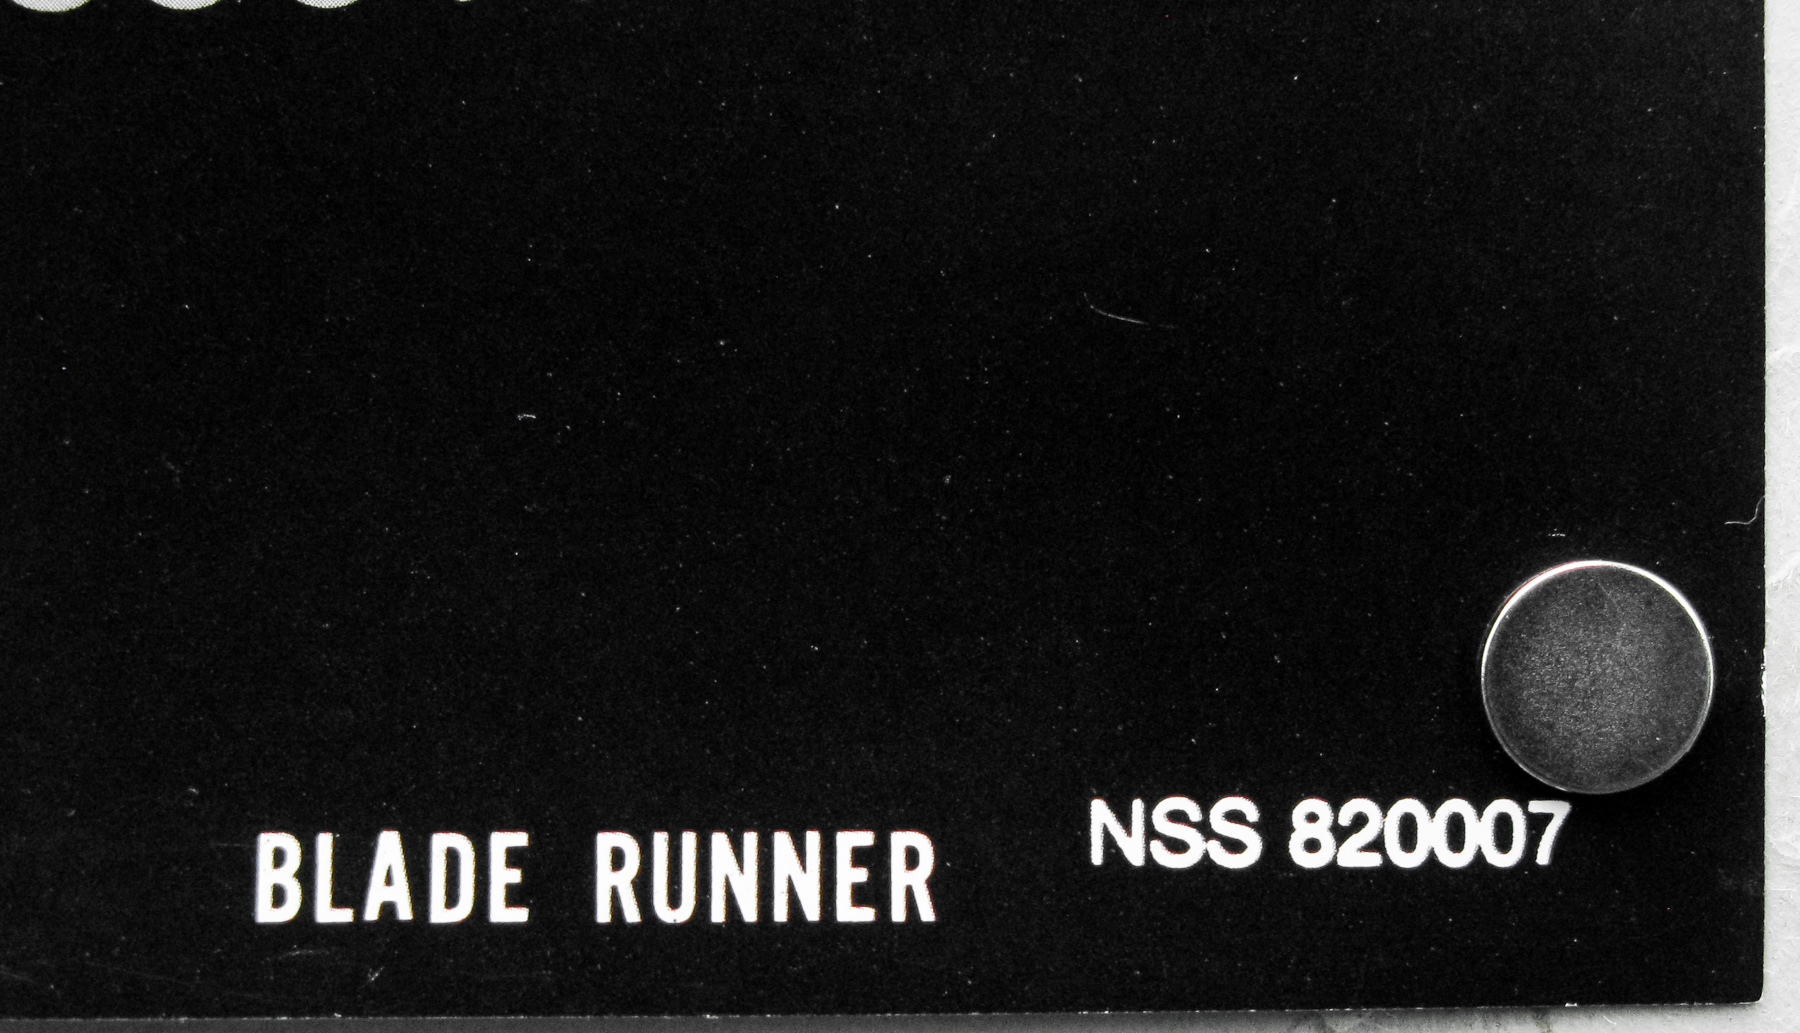 BLADE RUNNER
NSS 820007